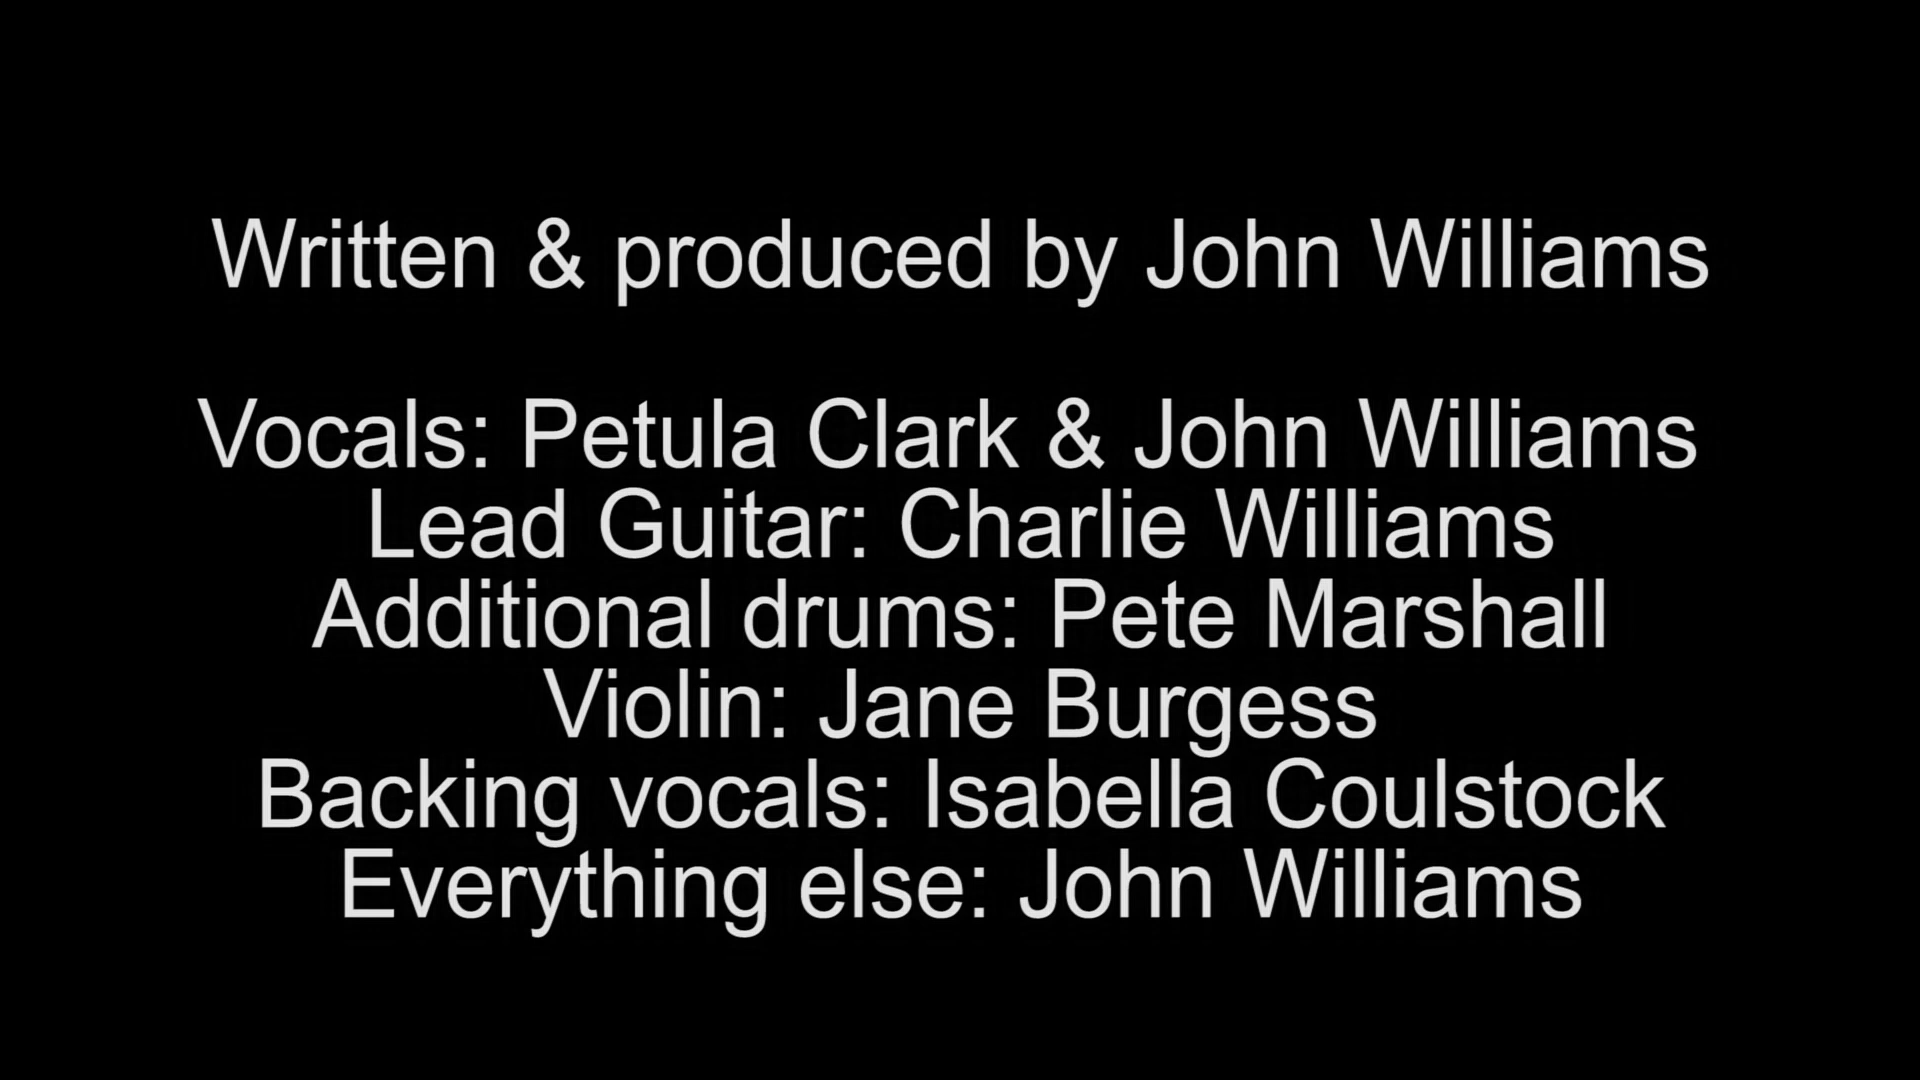 Written & produced by John Williams
Vocals: Petula Clark & John Williams
Lead Guitar: Charlie Williams
Additional drums: Pete Marshall
Violin: Jane Burgess
Backing vocals: Isabella Coulstock
Everything else: John Williams